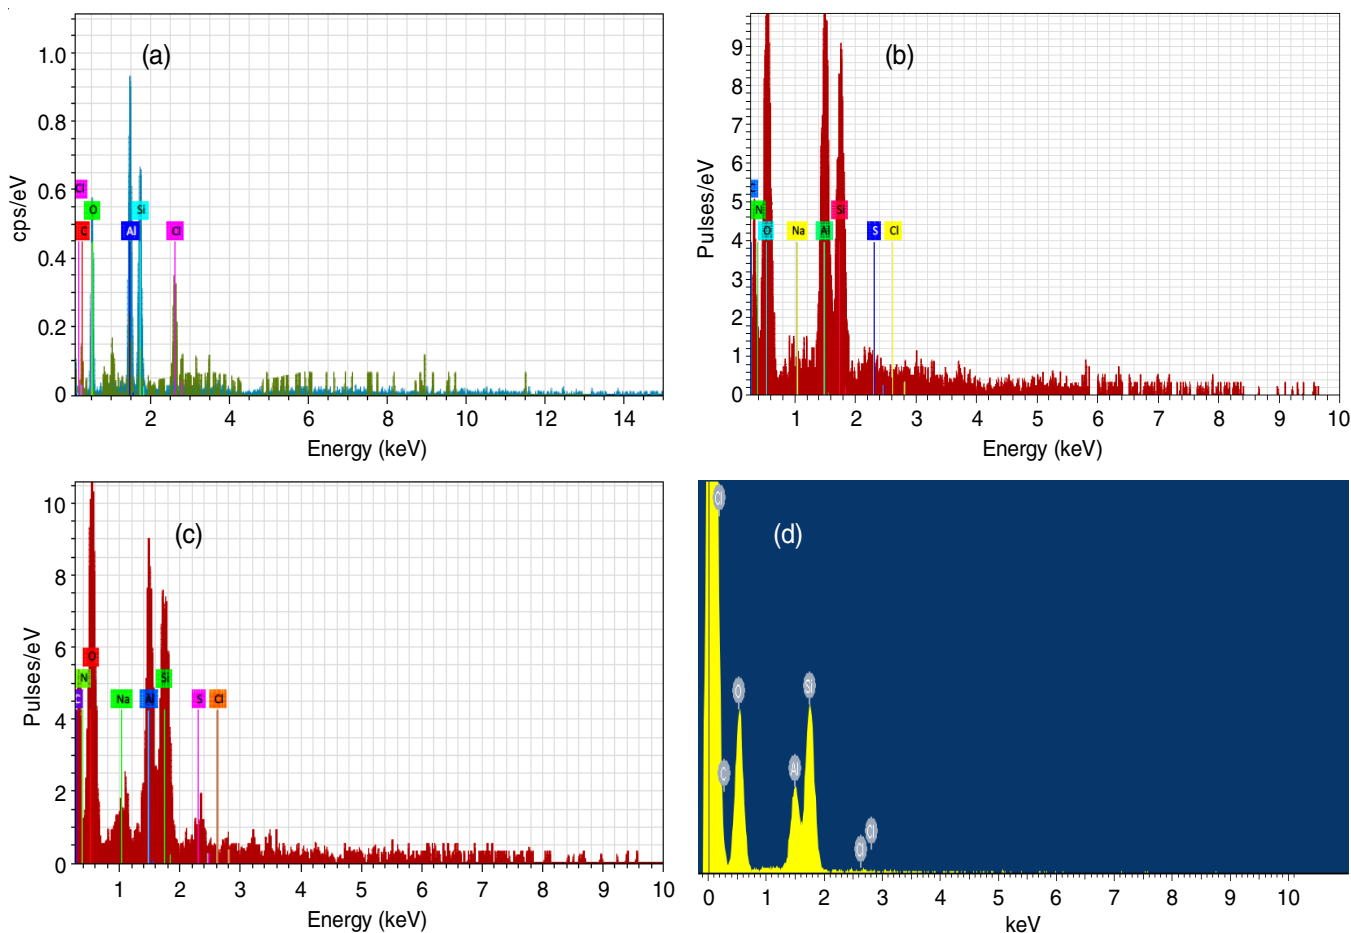 (a)
cps/eV
1.0
0.8
0.6
0.4
0.2
0
Cl
O
C
Al
Si
Cl
2 4 6 8 10 12 14
Energy (keV)
(b)
Pulses/eV
9
8
7
6
5
4
3
2
1
0
N
O
Na
Al
Si
S
Cl
1 2 3 4 5 6 7 8 9 10
Energy (keV)
(c)
Pulses/eV
10
8
6
4
2
0
O
N
Na
Al
Si
S
Cl
1 2 3 4 5 6 7 8 9 10
Energy (keV)
(d)
Cl
C
O
Al
Si
Cl
Cl
0 1 2 3 4 5 6 7 8 9 10
keV